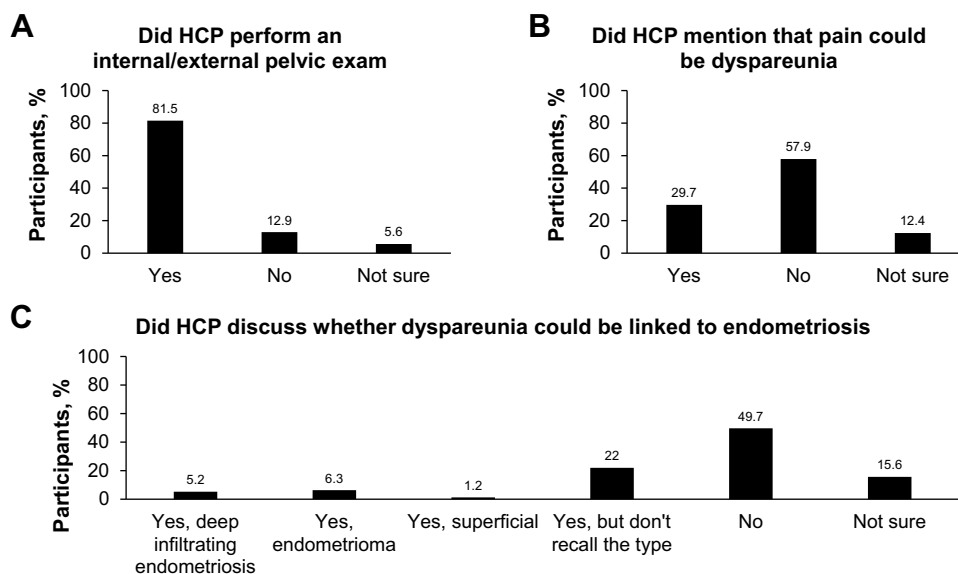 A
Did HCP perform an
internal/external pelvic exam
Participants, %
100
80
60
40
20
0
81.5
12.9
5.6
Yes
No
Not sure
B
Did HCP mention that pain could
be dyspareunia
Participants, %
100
80
60
40
20
0
29.7
57.9
12.4
Yes
No
Not sure
C
Did HCP discuss whether dyspareunia could be linked to endometriosis
Participants, %
100
80
60
40
20
0
5.2
6.3
1.2
22
49.7
15.6
Yes, deep
infiltrating
endometriosis
Yes,
endometrioma
Yes, superficial
Yes, but don't
recall the type
No
Not sure